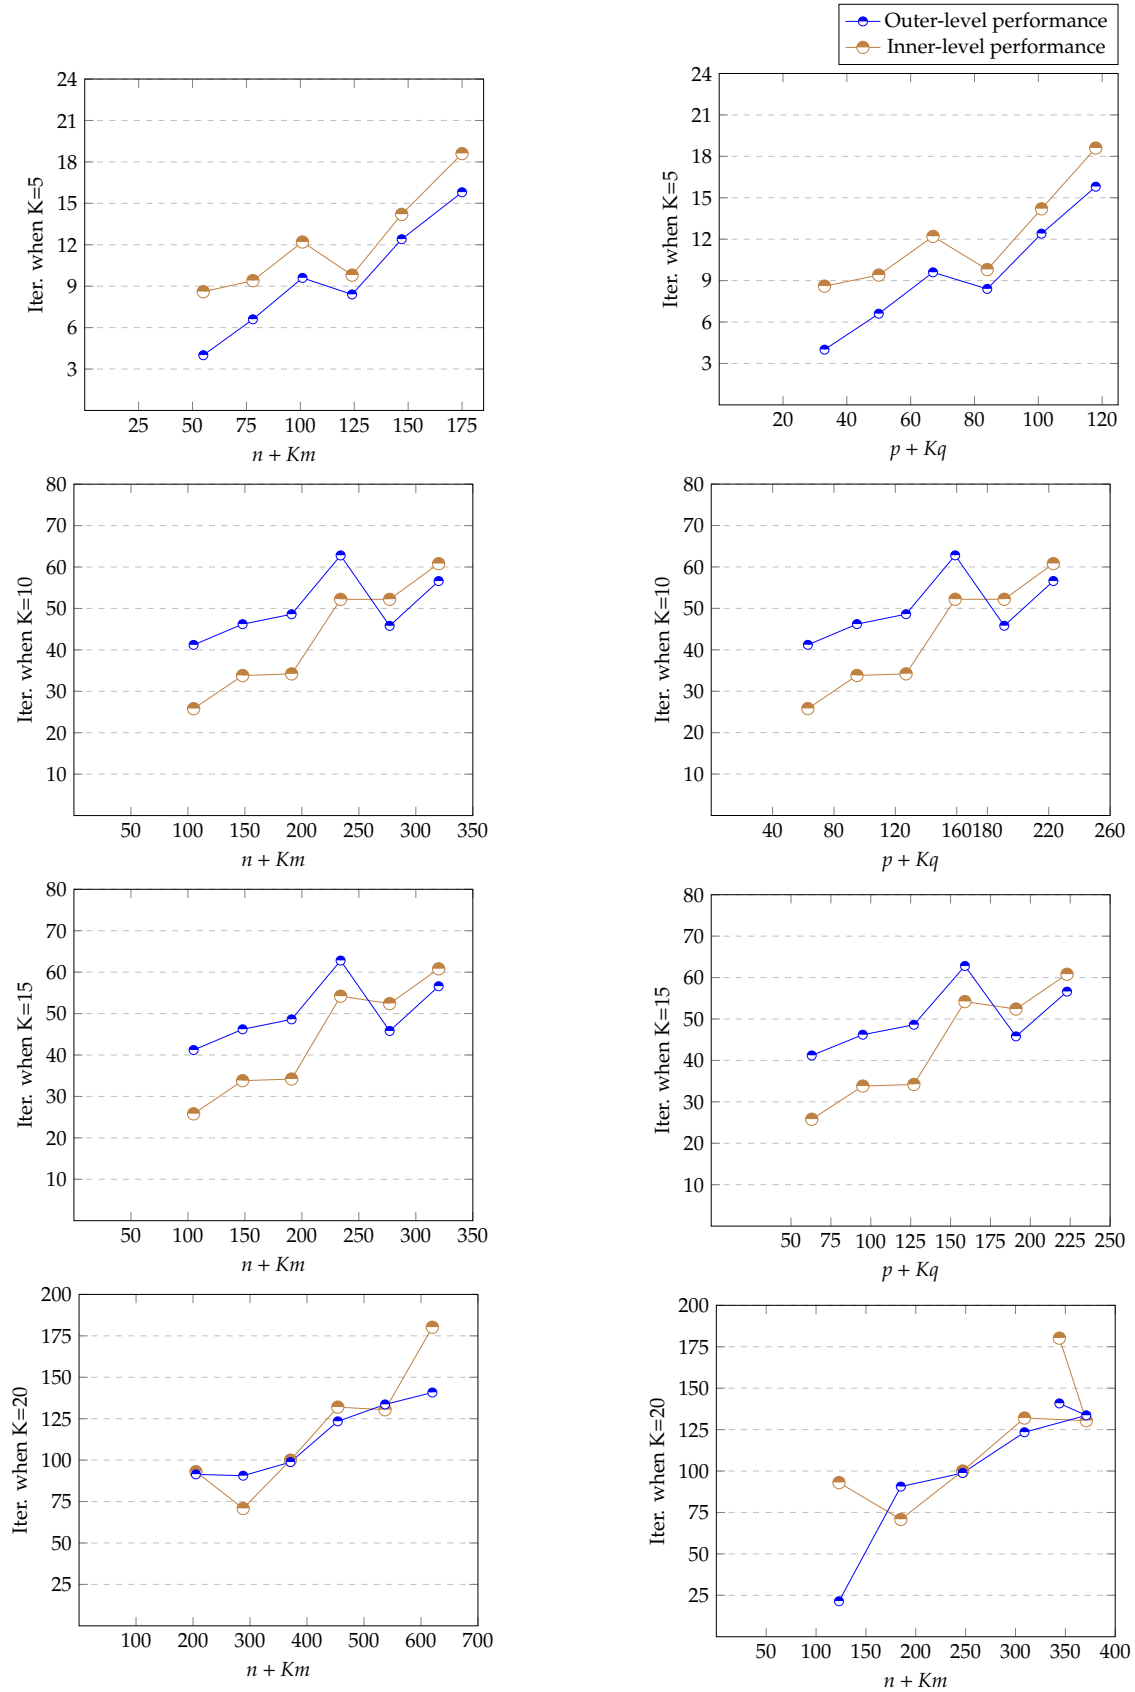 Outer-level performance
Inner-level performance
24
21
18
15
12
9
6
3
Iter. when K=5
25 50 75 100 125 150 175
n + Km
24
21
18
15
12
9
6
3
Iter. when K=5
20 40 60 80 100 120
p + Kq
80
70
60
50
40
30
20
10
Iter. when K=10
50 100 150 200 250 300 350
n + Km
80
70
60
50
40
30
20
10
Iter. when K=10
40 80 120 160 180 220 260
p + Kq
80
70
60
50
40
30
20
10
Iter. when K=15
50 100 150 200 250 300 350
n + Km
80
70
60
50
40
30
20
10
Iter. when K=15
50 75 100 125 150 175 200 225 250
p + Kq
200
175
150
125
100
75
50
25
Iter. when K=20
100 200 300 400 500 600 700
n + Km
200
175
150
125
100
75
50
25
Iter. when K=20
50 100 150 200 250 300 350 400
n + Km